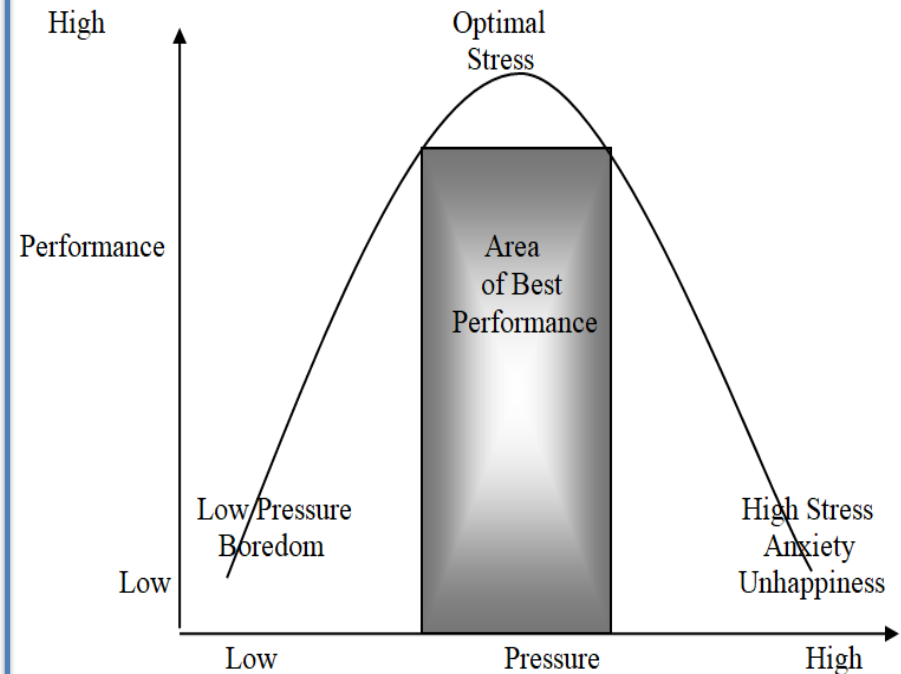 High
Optimal
Stress
Performance
Area
of Best
Performance
Low Pressure
Boredom
High Stress
Anxiety
Unhappiness
Low
Low
Pressure
High